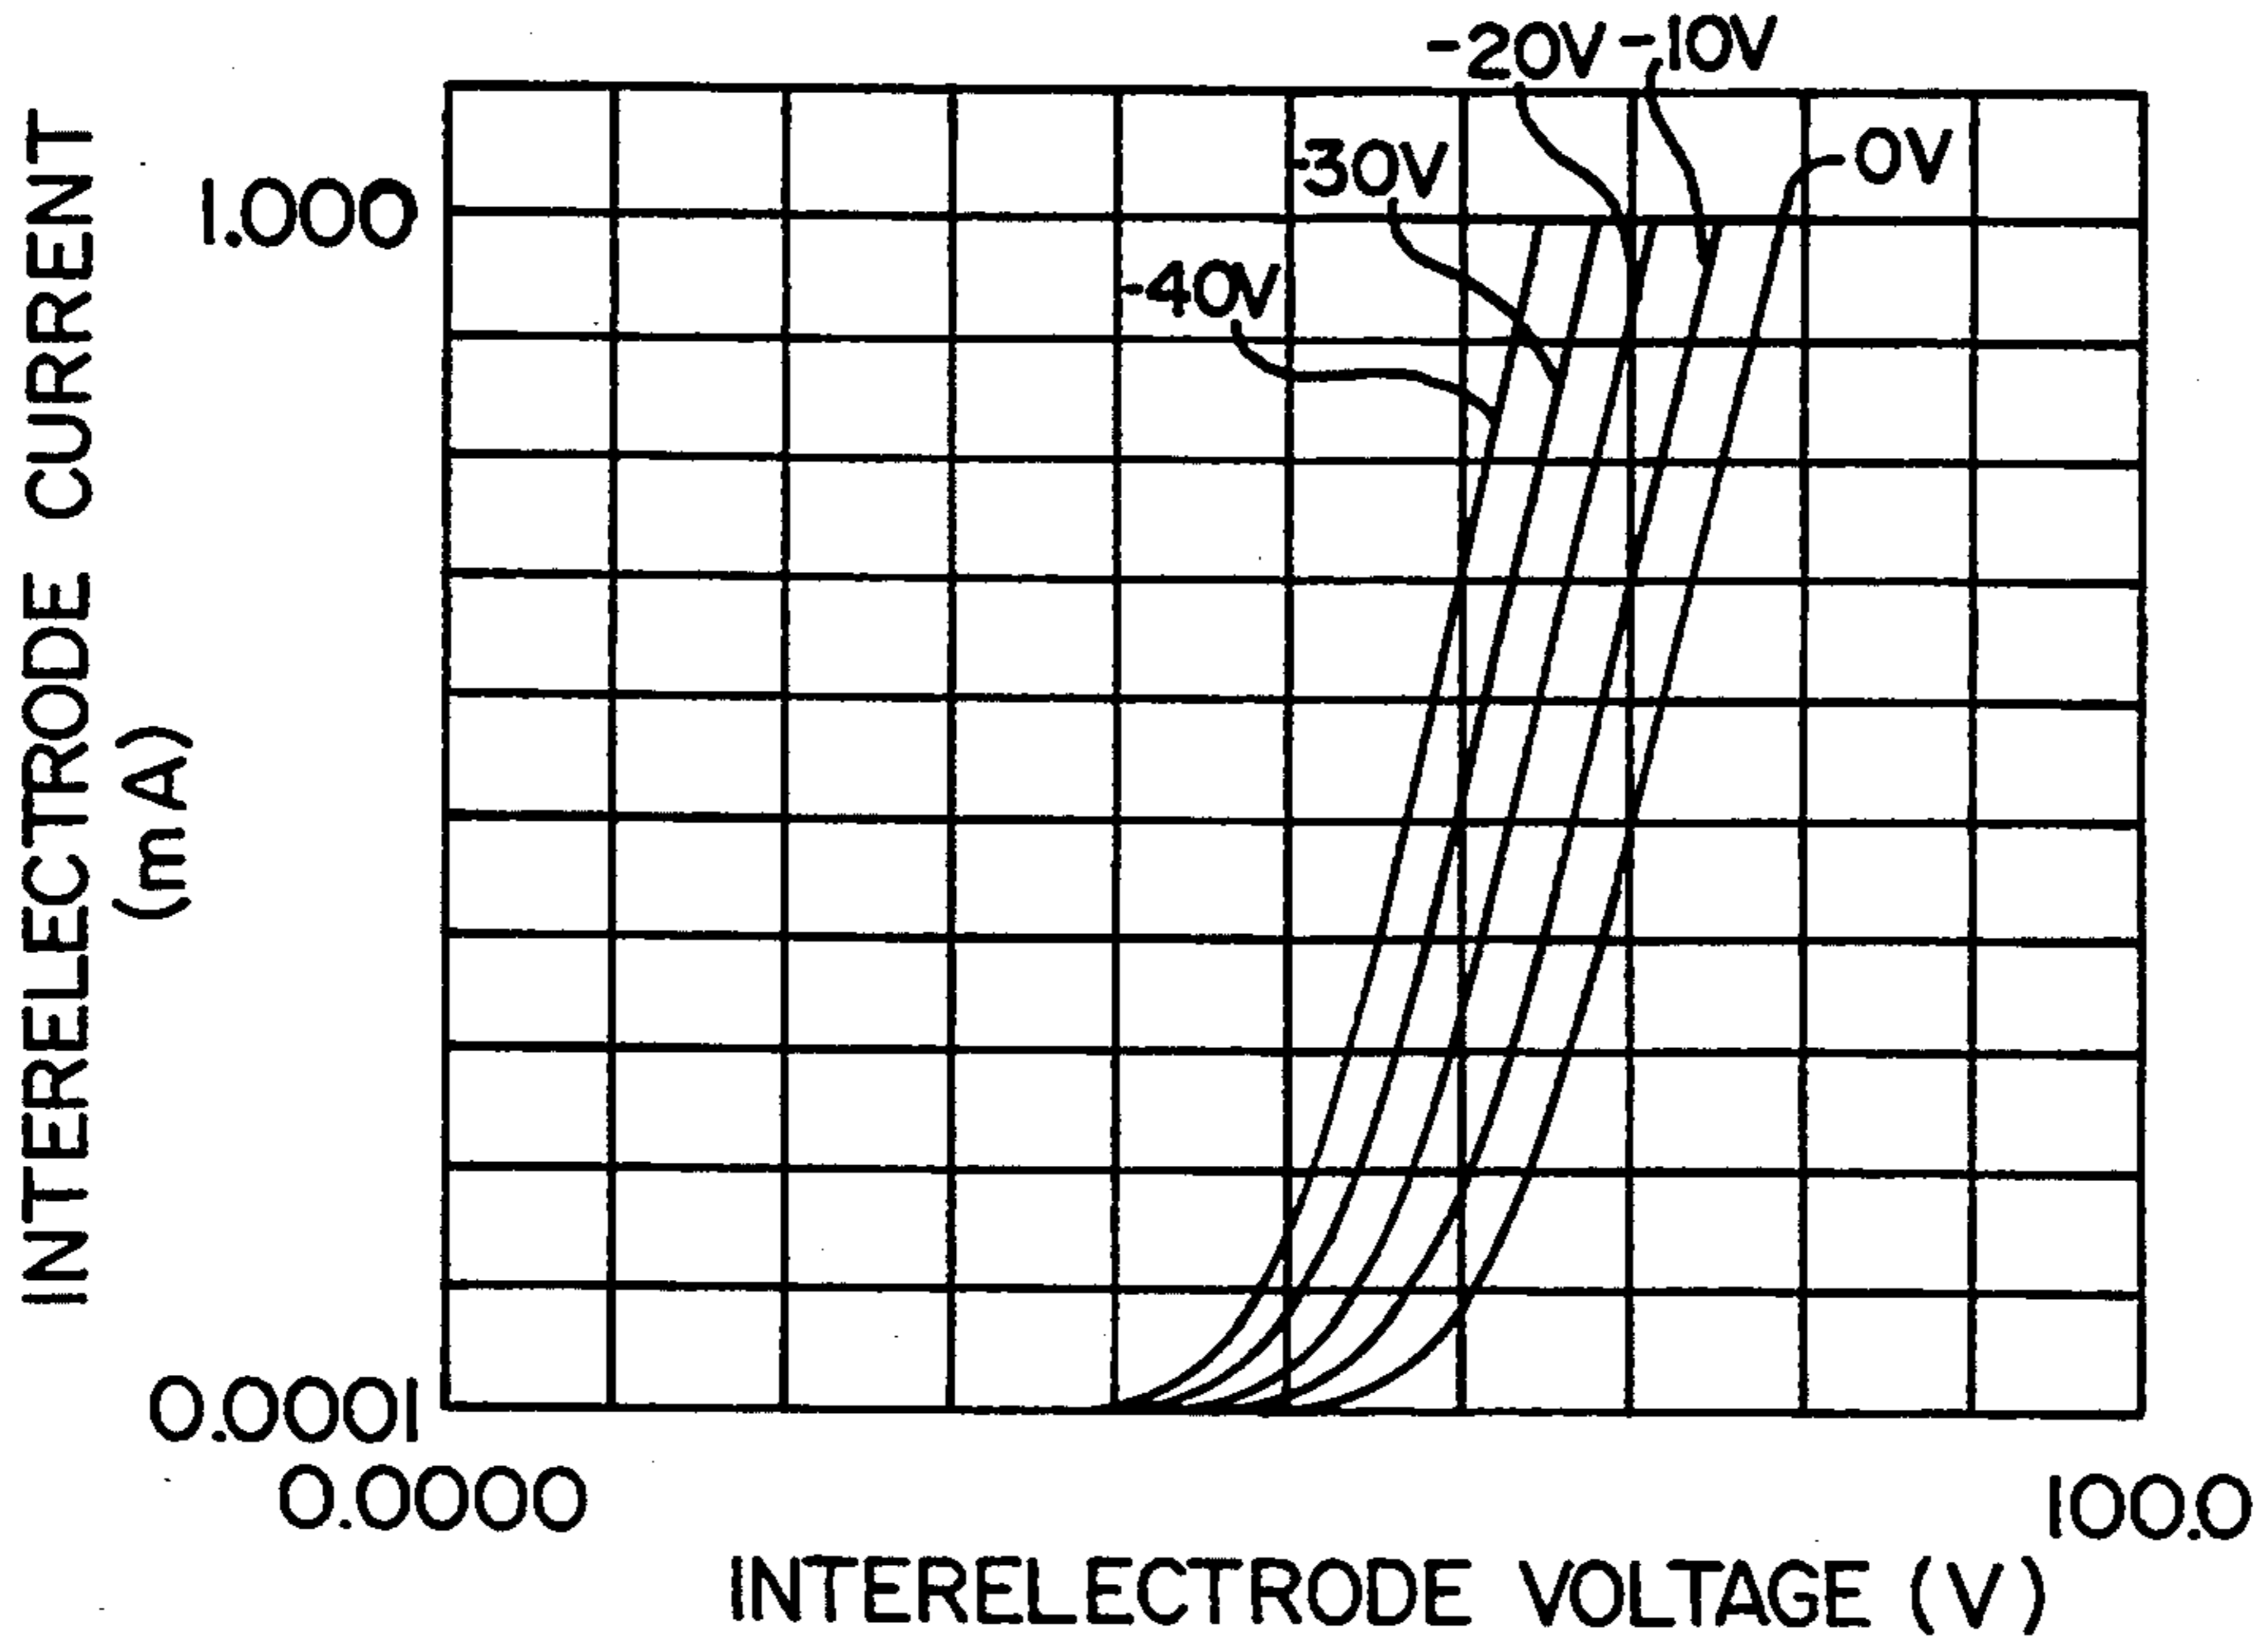 -20V -10V
-30V
-0V
1.000
-40V
INTERELECTRODE CURRENT
(mA)
0.0001
0.0000
100.0
INTERELECTRODE VOLTAGE (V)